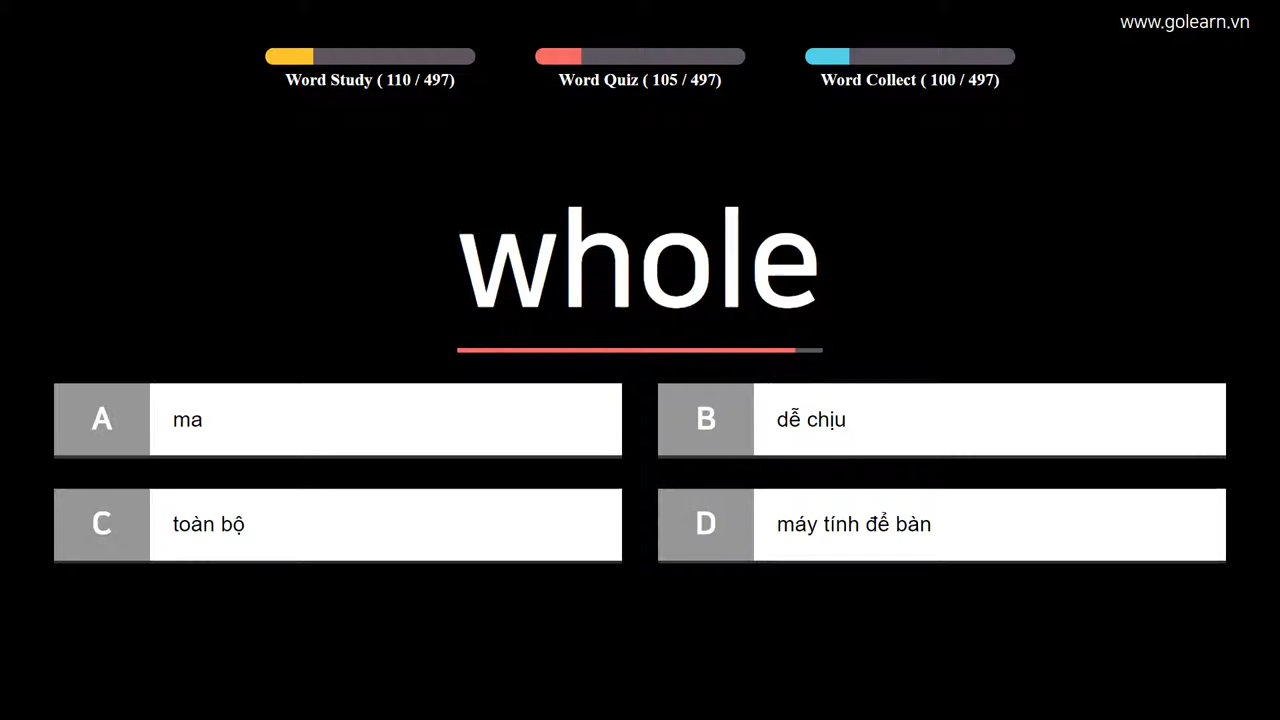 www.golearn.vn
Word Study ( 110 / 497)
Word Quiz ( 105 / 497)
Word Collect ( 100 / 497)
whole
A
ma
B
dễ chịu
C
toàn bộ
D
máy tính để bàn